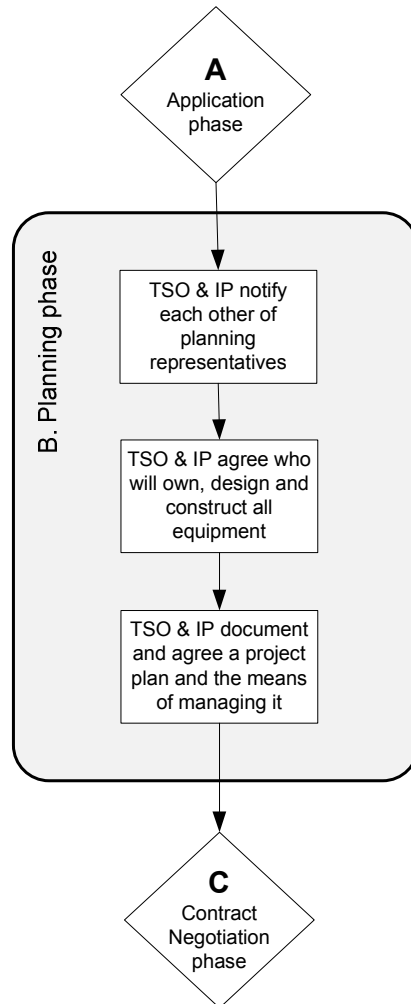 A
Application
phase
B. Planning phase
TSO & IP notify
each other of
planning
representatives
TSO & IP agree who
will own, design and
construct all
equipment
TSO & IP document
and agree a project
plan and the means
of managing it
C
Contract
Negotiation
phase